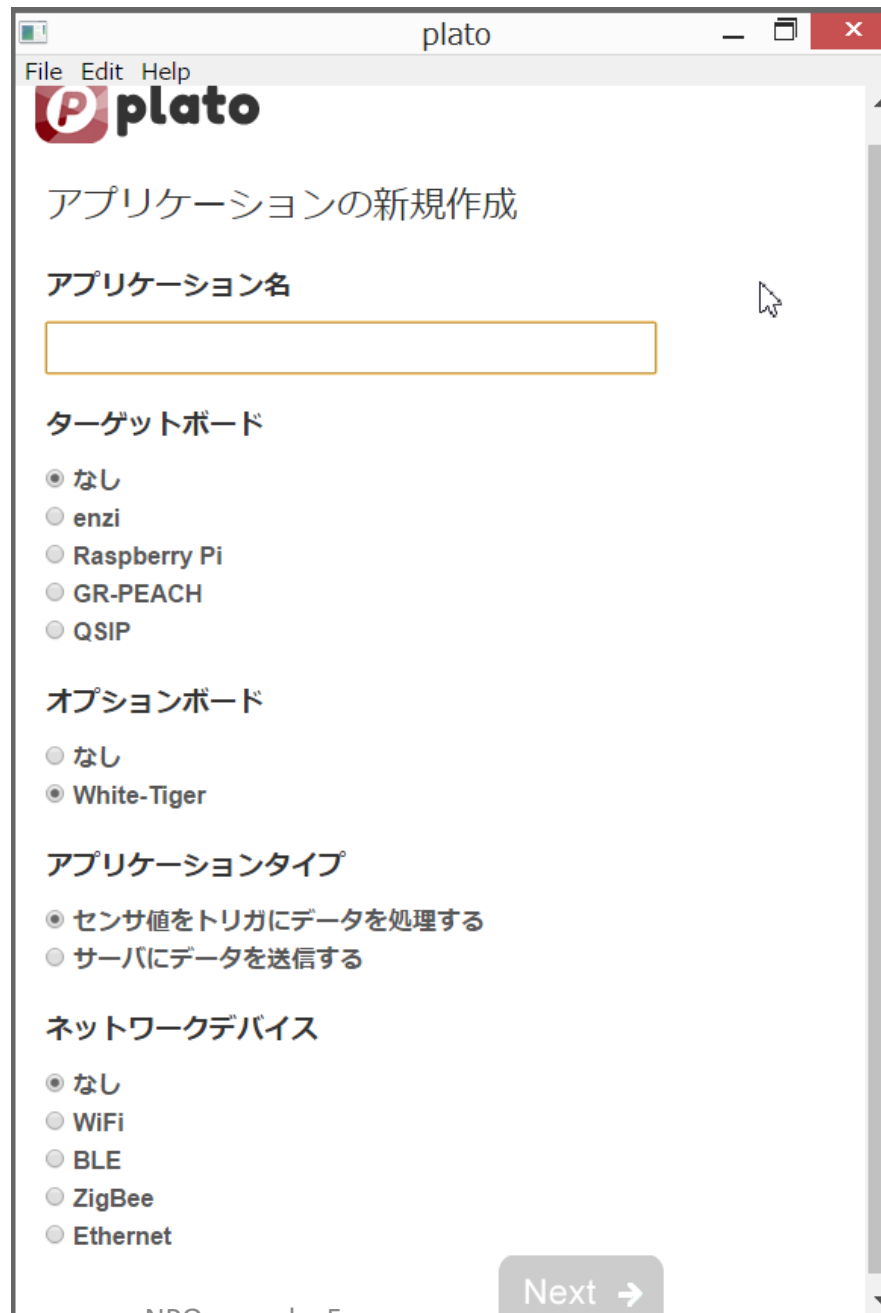 plato
File Edit Help
plato
アプリケーションの新規作成
アプリケーション名
ターゲットボード
なし
enzi
Raspberry Pi
GR-PEACH
QSIP
オプションボード
なし
White-Tiger
アプリケーションタイプ
センサ値をトリガにデータを処理する
サーバにデータを送信する
ネットワークデバイス
なし
WiFi
BLE
ZigBee
Ethernet
Next